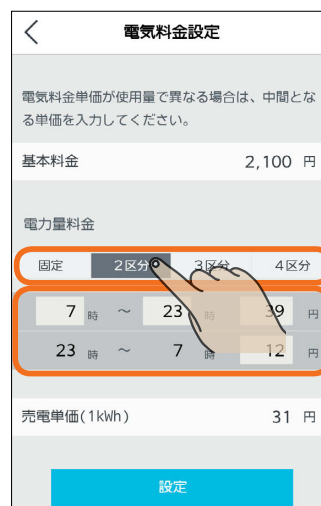 電気料金設定
電気料金単価が使用量で異なる場合は、中間とな
る単価を入力してください。
基本料金 2,100 円
電力量料金
固定 2区分 3区分 4区分
7 時 ~ 23 時 39 円
23 時 ~ 7 時 12 円
売電単価(1kWh) 31 円
設定